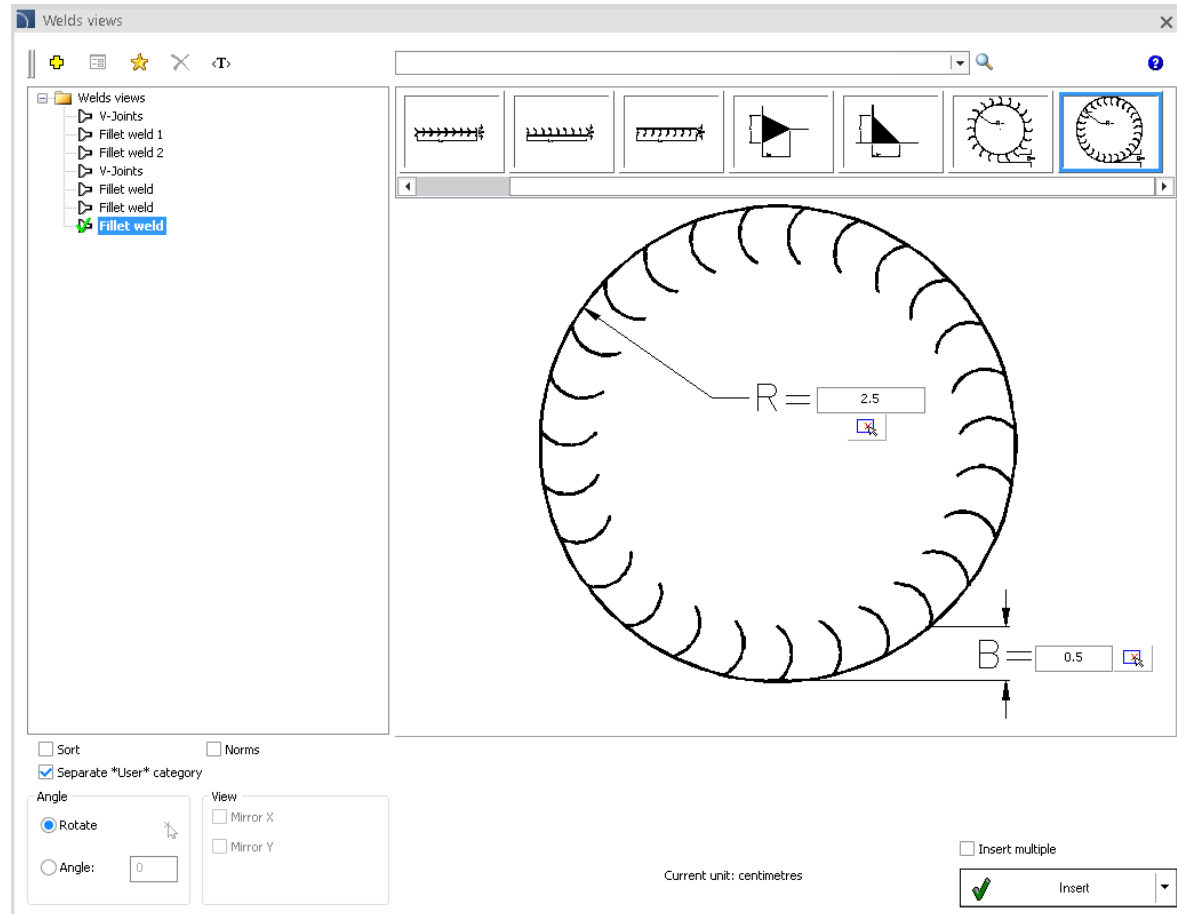 Welds views
<T>
Welds views
V-Joints
Fillet weld 1
Fillet weld 2
V-Joints
Fillet weld
Fillet weld
Fillet weld
R= 2.5
B= 0.5
Sort Norms
Separate *User* category
Angle View
Rotate Mirror X
Mirror Y
Angle: 0
Insert multiple
Current unit: centimetres
Insert